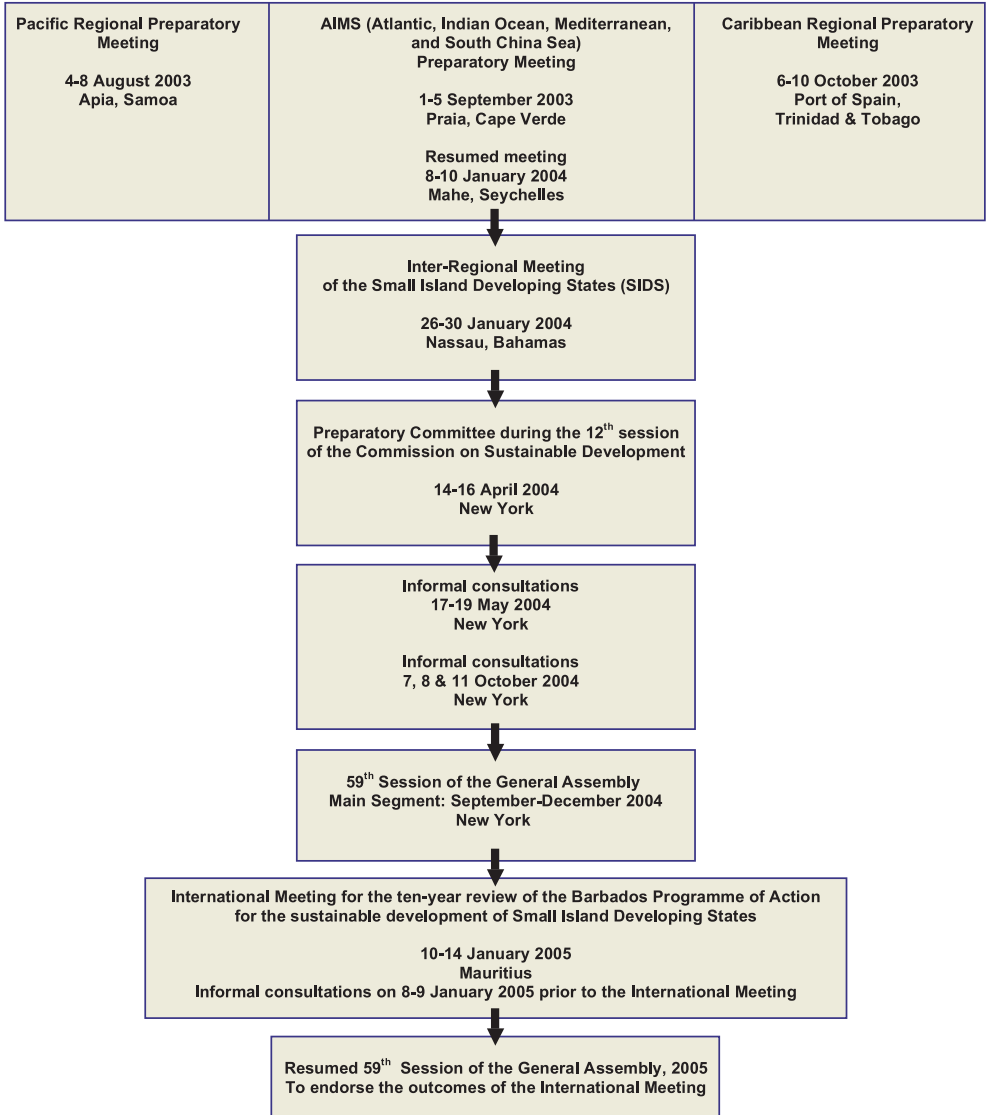 Pacific Regional Preparatory
Meeting
4-8 August 2003
Apia, Samoa
AIMS (Atlantic, Indian Ocean, Mediterranean,
and South China Sea)
Preparatory Meeting
1-5 September 2003
Praia, Cape Verde
Resumed meeting
8-10 January 2004
Mahe, Seychelles
Caribbean Regional Preparatory
Meeting
6-10 October 2003
Port of Spain,
Trinidad & Tobago
Inter-Regional Meeting
of the Small Island Developing States (SIDS)
26-30 January 2004
Nassau, Bahamas
Preparatory Committee during the 12th session
of the Commission on Sustainable Development
14-16 April 2004
New York
Informal consultations
17-19 May 2004
New York
Informal consultations
7, 8 & 11 October 2004
New York
59th Session of the General Assembly
Main Segment: September-December 2004
New York
International Meeting for the ten-year review of the Barbados Programme of Action
for the sustainable development of Small Island Developing States
10-14 January 2005
Mauritius
Informal consultations on 8-9 January 2005 prior to the International Meeting
Resumed 59th Session of the General Assembly, 2005
To endorse the outcomes of the International Meeting